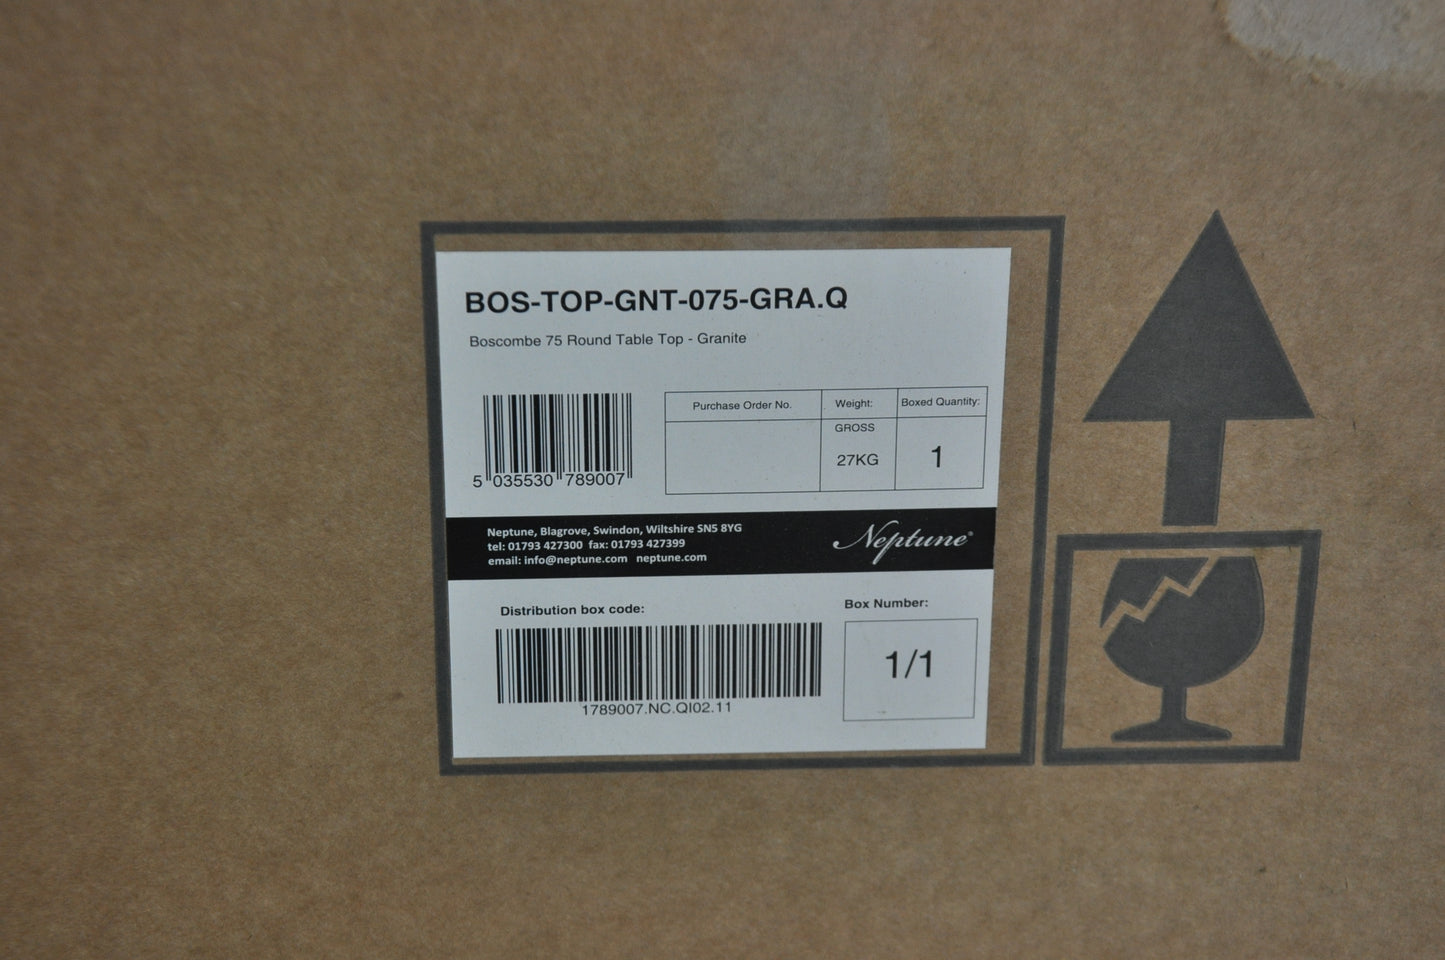 BOS-TOP-GNT-075-GRA.Q
Boscombe 75 Round Table Top - Granite
Purchase Order No. Weight: Boxed Quantity:
GROSS
27KG 1
5 035530 789007
Neptune, Blagrove, Swindon, Wiltshire SN5 8YG
tel: 01793 427300 fax: 01793 427399
email: info@neptune.com neptune.com
Neptune®
Distribution box code: Box Number:
1/1
1789007.NC.QI02.11